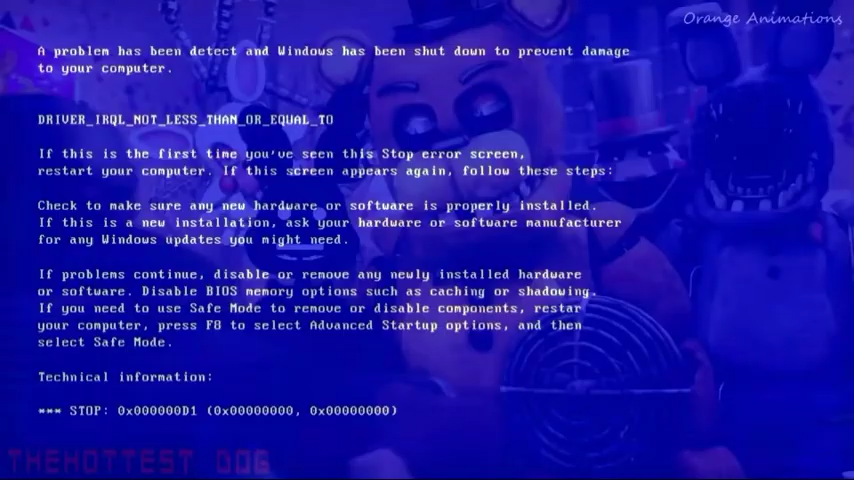 Orange Animations
A problem has been detect and Windows has been shut down to prevent damage
to your computer.
DRIVER_IRQL_NOT_LESS_THAN_OR_EQUAL_TO
If this is the first time you've seen this Stop error screen,
restart your computer. If this screen appears again, follow these steps:
Check to make sure any new hardware or software is properly installed.
If this is a new installation, ask your hardware or software manufacturer
for any Windows updates you might need.
If problems continue, disable or remove any newly installed hardware
or software. Disable BIOS memory options such as caching or shadowing.
If you need to use Safe Mode to remove or disable components, restar
your computer, press F8 to select Advanced Startup options, and then
select Safe Mode.
Technical information:
*** STOP: 0x000000D1 (0x00000000, 0x00000000)
THEHOTTEST DOG